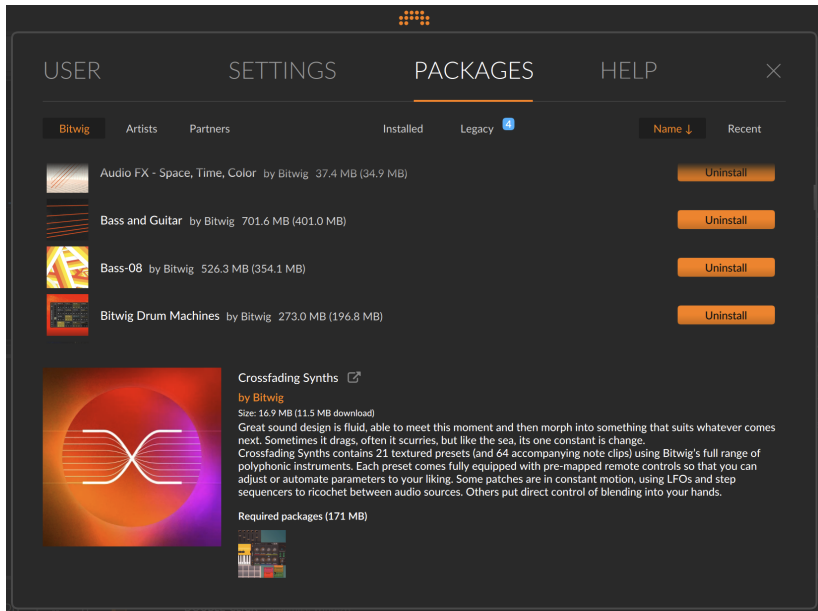 USER SETTINGS PACKAGES HELP
Bitwig Artists Partners Installed Legacy 4 Name ↓ Recent
Audio FX - Space, Time, Color by Bitwig 37.4 MB (34.9 MB) Uninstall
Bass and Guitar by Bitwig 701.6 MB (401.0 MB) Uninstall
Bass-08 by Bitwig 526.3 MB (354.1 MB) Uninstall
Bitwig Drum Machines by Bitwig 273.0 MB (196.8 MB) Uninstall
Crossfading Synths
by Bitwig
Size: 16.9 MB (11.5 MB download)
Great sound design is fluid, able to meet this moment and then morph into something that suits whatever comes
next. Sometimes it drags, often it scurries, but like the sea, its one constant is change.
Crossfading Synths contains 21 textured presets (and 64 accompanying note clips) using Bitwig's full range of
polyphonic instruments. Each preset comes fully equipped with pre-mapped remote controls so that you can
adjust or automate parameters to your liking. Some patches are in constant motion, using LFOs and step
sequencers to ricochet between audio sources. Others put direct control of blending into your hands.
Required packages (171 MB)